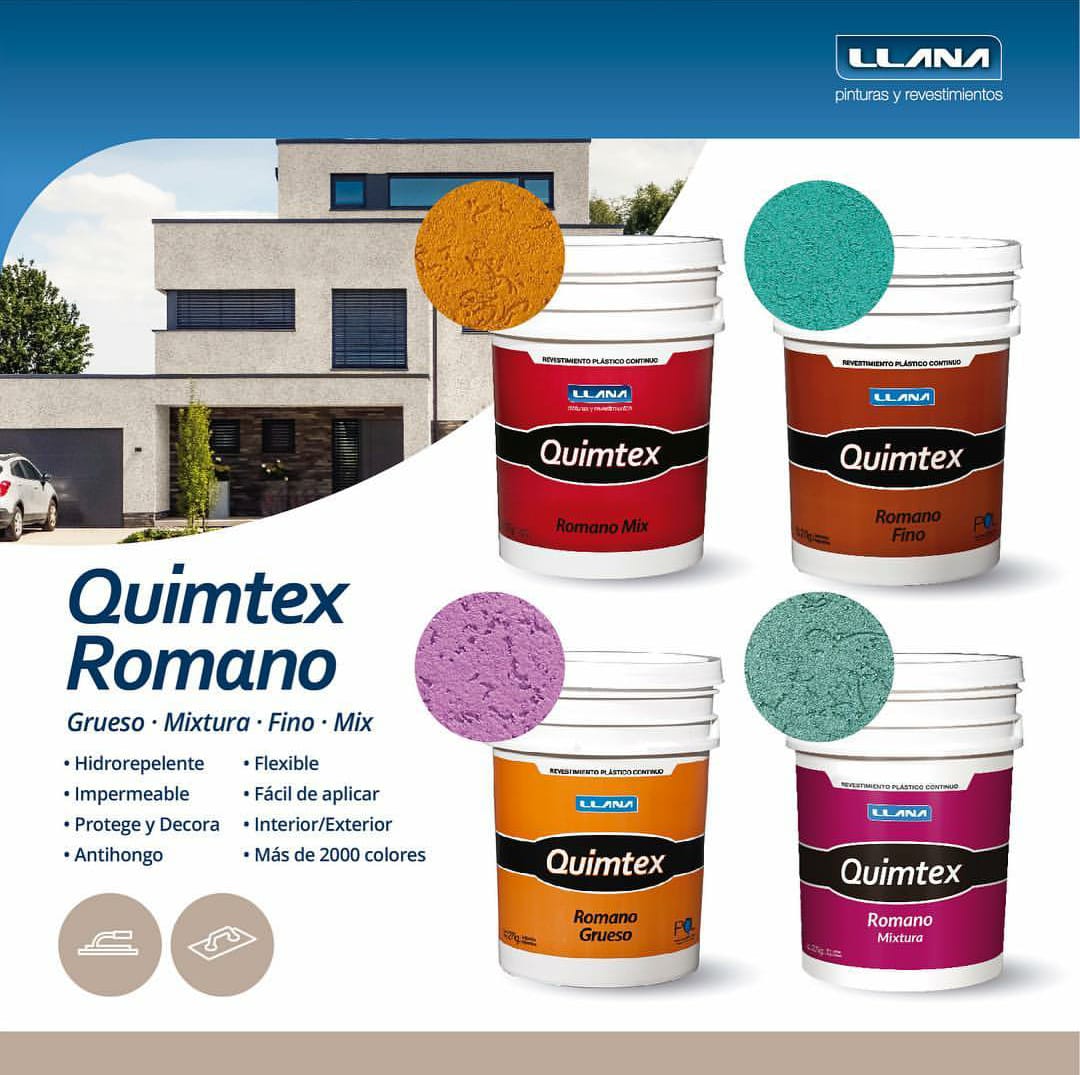 LLANA
pinturas y revestimientos
REVESTIMIENTO PLÁSTICO CONTINUO
LLANA
pinturas y revestimientos
Quimtex
Romano Mix
REVESTIMIENTO PLÁSTICO CONTINUO
LLANA
Quimtex
Romano
Fino
Quimtex
Romano
Grueso · Mixtura · Fino · Mix
• Hidrorepelente
• Impermeable
• Protege y Decora
• Antihongo
• Flexible
• Fácil de aplicar
• Interior/Exterior
• Más de 2000 colores
REVESTIMIENTO PLÁSTICO CONTINUO
LLANA
Quimtex
Romano
Grueso
REVESTIMIENTO PLÁSTICO CONTINUO
LLANA
Quimtex
Romano
Mixtura